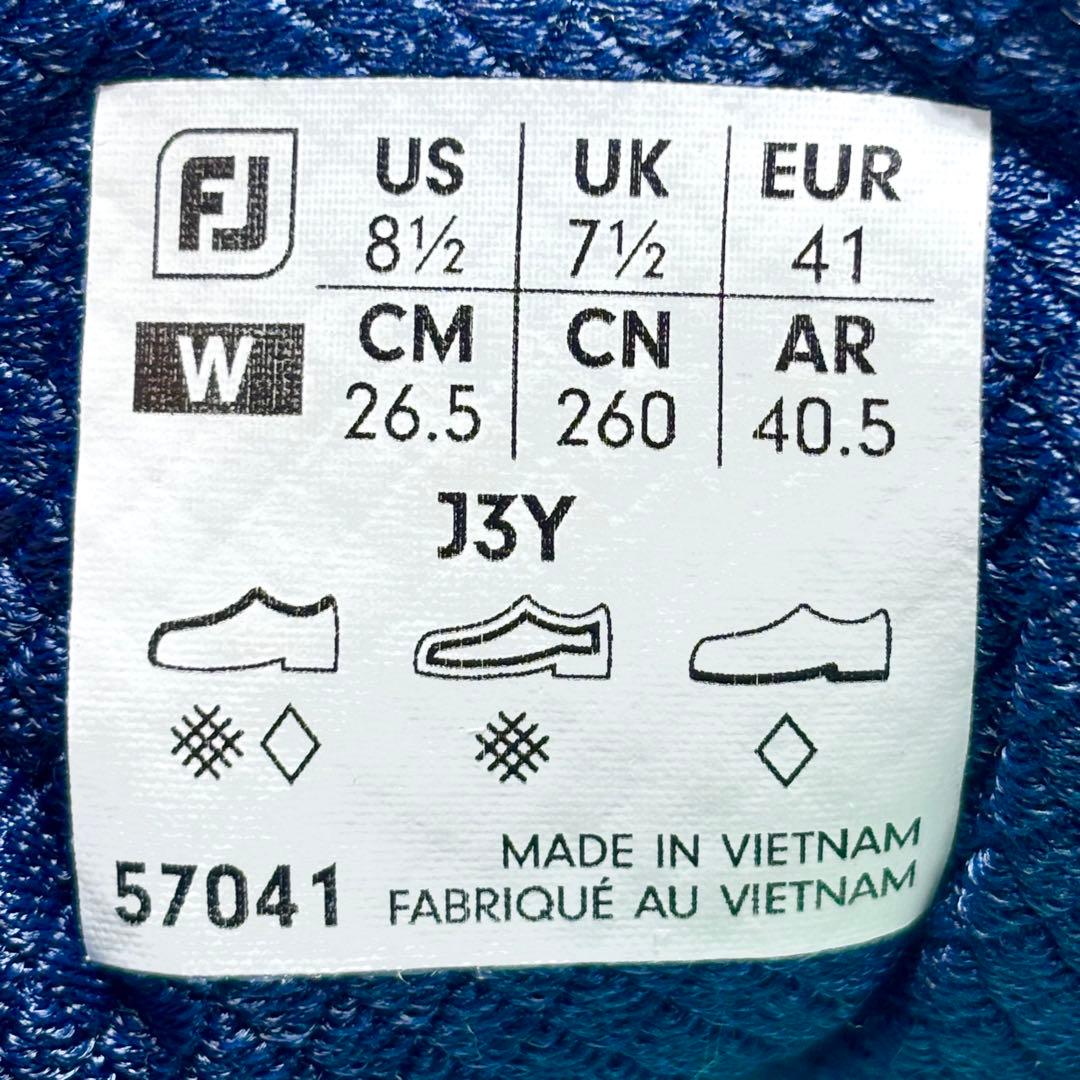 FJ
US UK EUR
8½ 7½ 41
W
CM CN AR
26.5 260 40.5
J3Y
57041
MADE IN VIETNAM
FABRIQUÉ AU VIETNAM